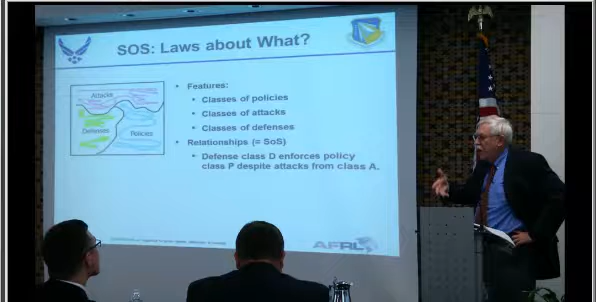 SOS: Laws about What?
Attacks
Defenses
Policies
• Features:
• Classes of policies
• Classes of attacks
• Classes of defenses
• Relationships (= SoS)
• Defense class D enforces policy
class P despite attacks from class A.
AFRL